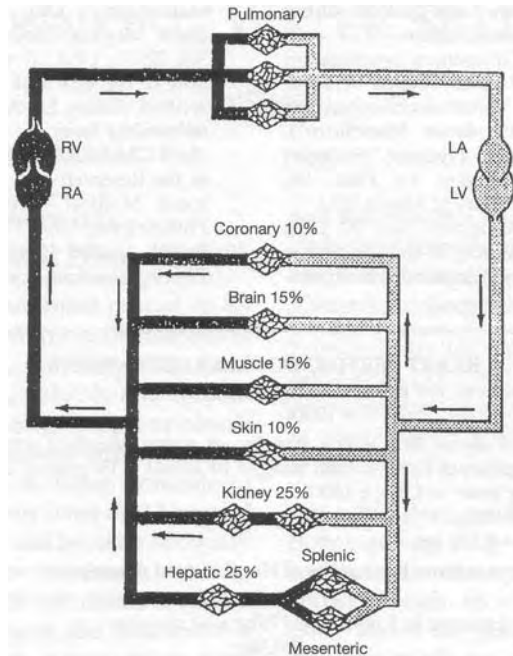 Pulmonary
RV
RA
LA
LV
Coronary 10%
Brain 15%
Muscle 15%
Skin 10%
Kidney 25%
Hepatic 25%
Splenic
Mesenteric